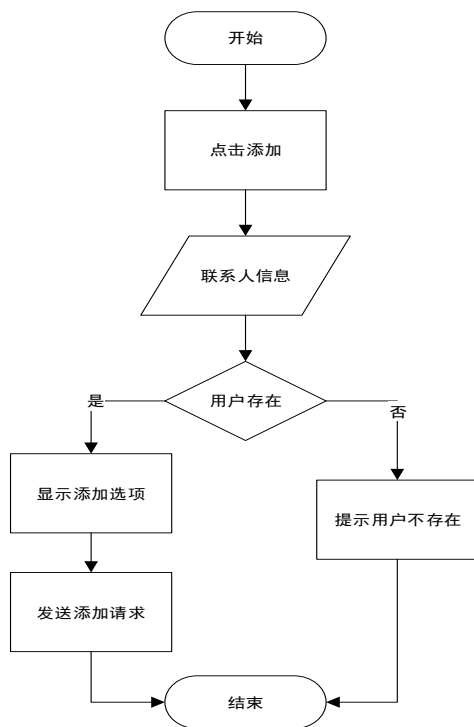 开始
点击添加
联系人信息
用户存在
是
否
显示添加选项
提示用户不存在
发送添加请求
结束